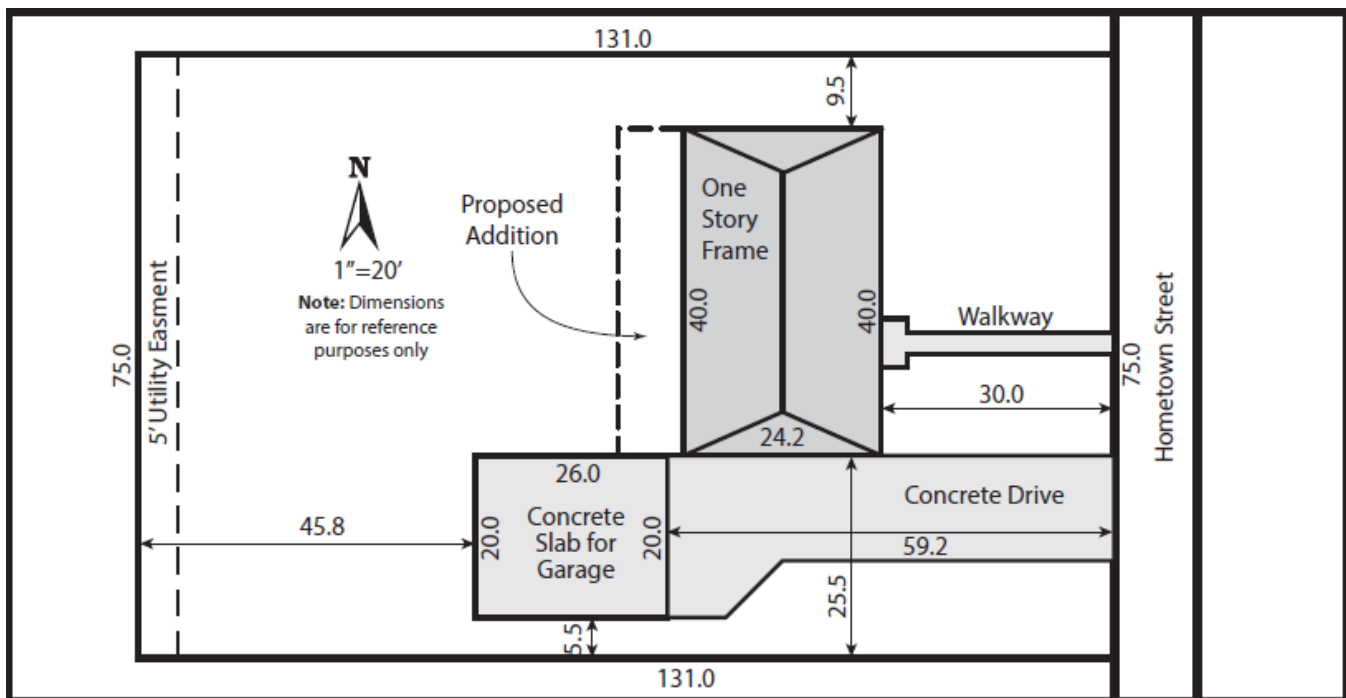 131.0
9.5
N
1"=20'
Note: Dimensions
are for reference
purposes only
Proposed
Addition
One
Story
Frame
40.0
40.0
24.2
Walkway
30.0
75.0
5' Utility Easment
75.0
Hometown Street
26.0
Concrete
Slab for
Garage
20.0
20.0
45.8
Concrete Drive
59.2
25.5
5.5
131.0